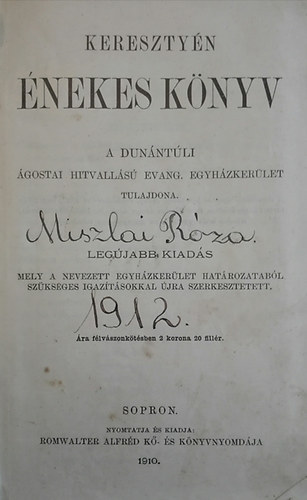 KERESZTYÉN
ÉNEKES KÖNYV
A DUNÁNTÚLI
ÁGOSTAI HITVALLÁSÚ EVANG. EGYHÁZKERÜLET
TULAJDONA.
Miszlai Róza.
LEGÚJABB KIADÁS
MELY A NEVEZETT EGYHÁZKERÜLET HATÁROZATABÓL
SZÜKSÉGES IGAZÍTÁSOKKAL ÚJRA SZERKESZTETETT.
1912.
Ára félvászonkötésben 2 korona 20 fillér.
SOPRON.
NYOMTATJA ÉS KIADJA:
ROMWALTER ALFRÉD KŐ- ÉS KÖNYVNYOMDÁJA
1910.